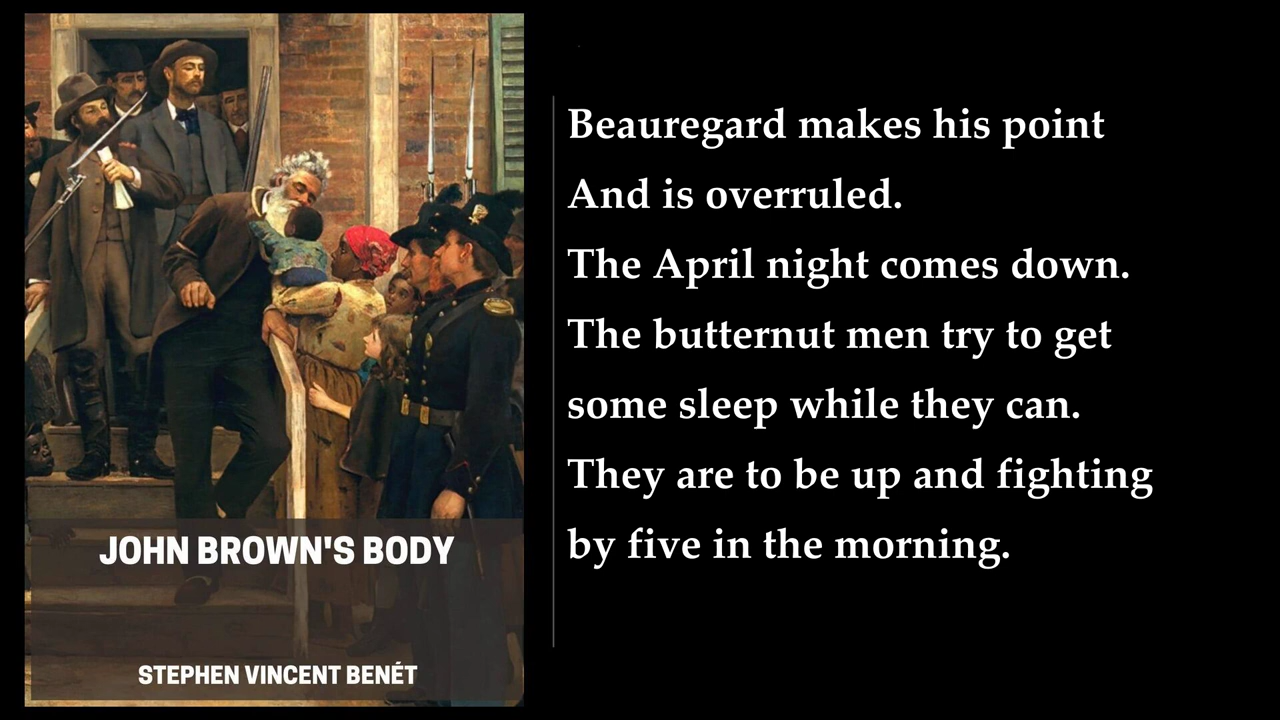 JOHN BROWN'S BODY
STEPHEN VINCENT BENÉT
Beauregard makes his point
And is overruled.
The April night comes down.
The butternut men try to get
some sleep while they can.
They are to be up and fighting
by five in the morning.